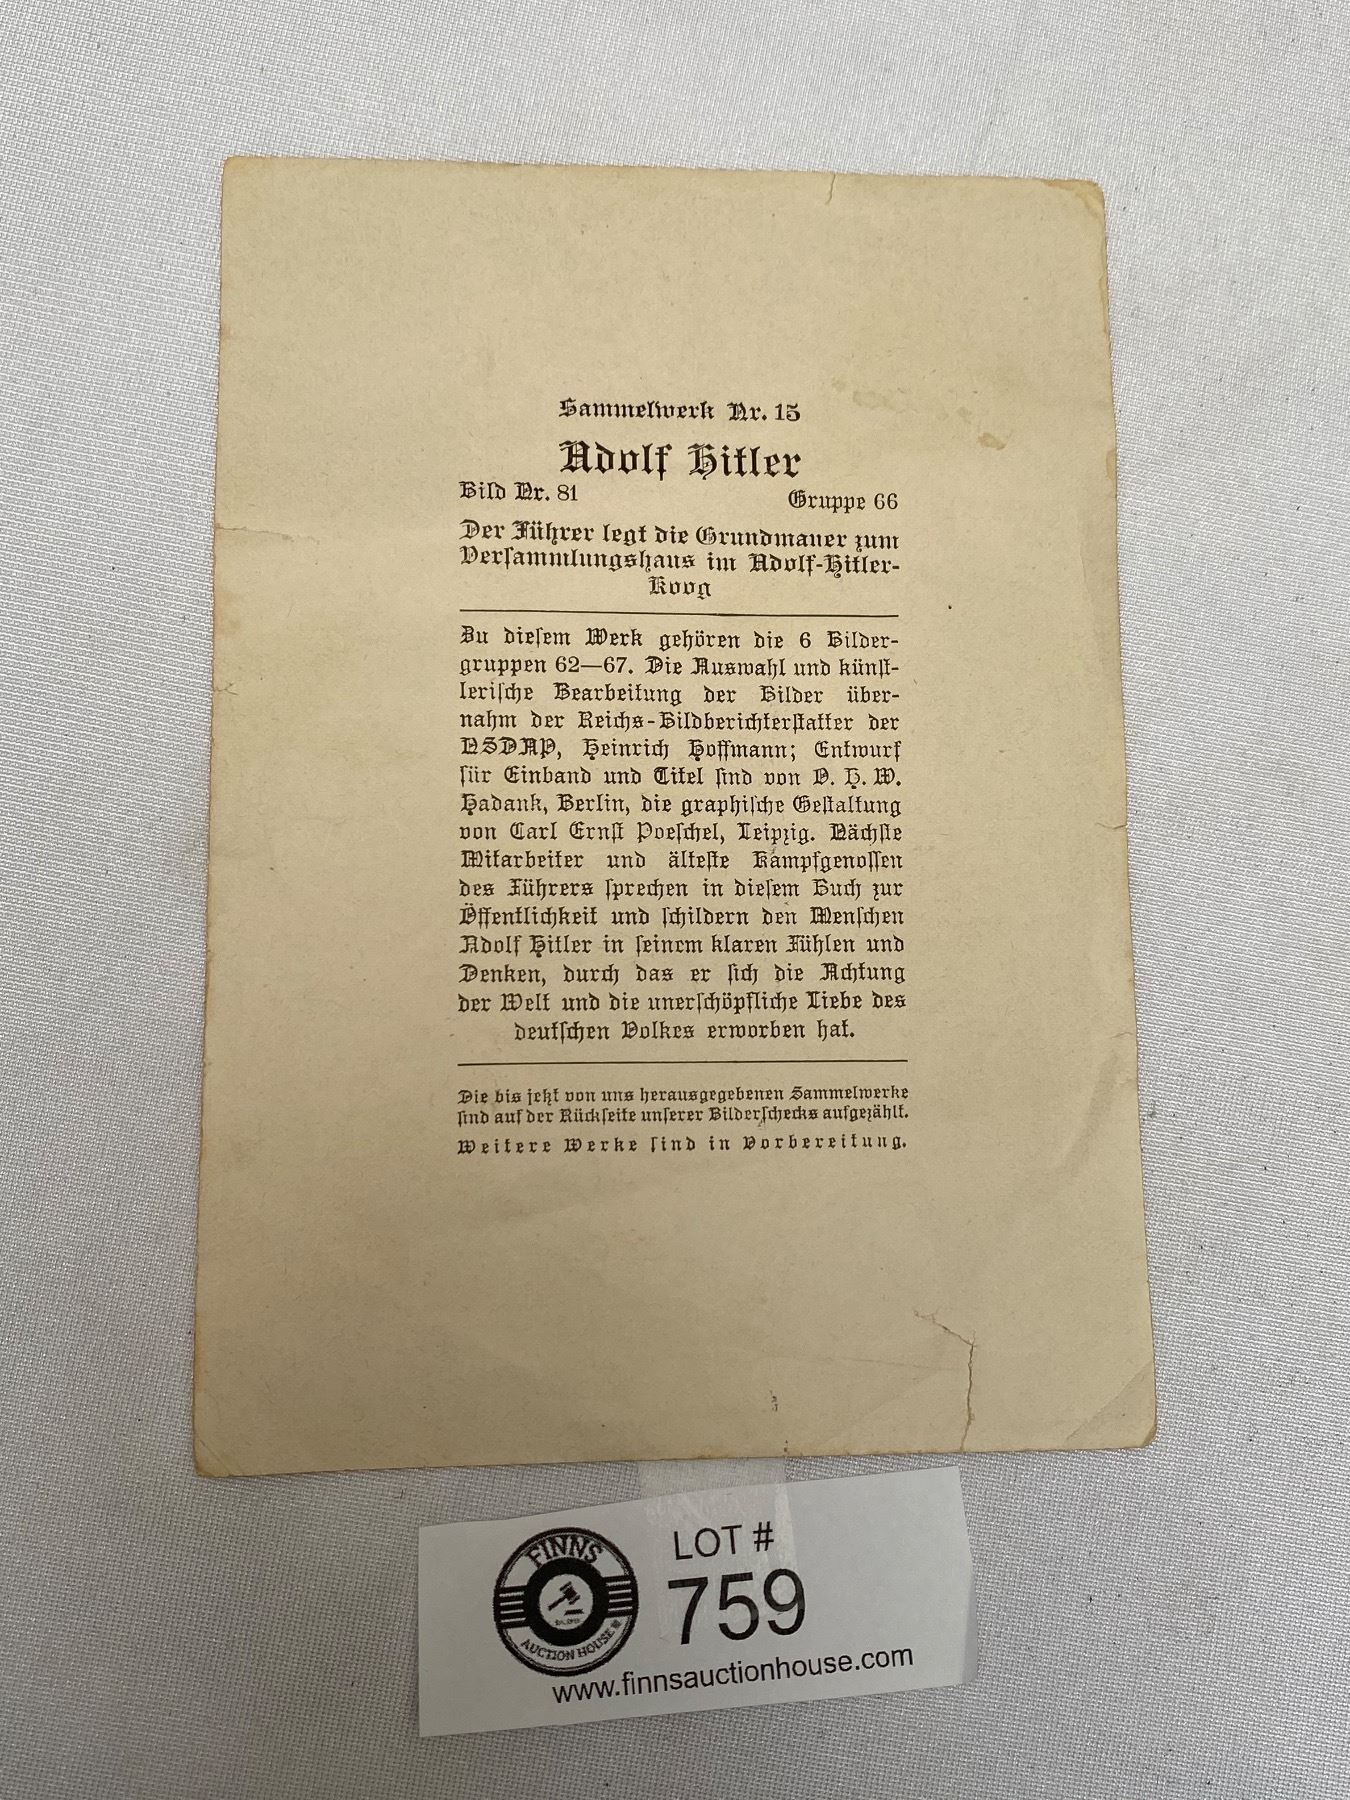 Sammelwerk Nr. 15
Adolf Hitler
Bild Nr. 81 Gruppe 66
Der Führer legt die Grundmauer zum
Versammlungshaus im Adolf-Hitler-
Koog
Zu diesem Werk gehören die 6 Bilder-
gruppen 62—67. Die Auswahl und künst-
lerische Bearbeitung der Bilder über-
nahm der Reichs-Bildberichterstatter der
NSDAP, Heinrich Hoffmann; Entwurf
für Einband und Titel sind von O. H. W.
Hadank, Berlin, die graphische Gestaltung
von Carl Ernst Poeschel, Leipzig. Nächste
Mitarbeiter und älteste Kampfgenossen
des Führers sprechen in diesem Buch zur
Öffentlichkeit und schildern den Menschen
Adolf Hitler in seinem klaren Fühlen und
Denken, durch das er sich die Achtung
der Welt und die unerschöpfliche Liebe des
deutschen Volkes erworben hat.
Die bis jetzt von uns herausgegebenen Sammelwerke
sind auf der Rückseite unserer Bilderschecks aufgezählt.
Weitere Werke sind in Vorbereitung.
FINNS
AUCTION HOUSE
LOT #
759
www.finnsauctionhouse.com